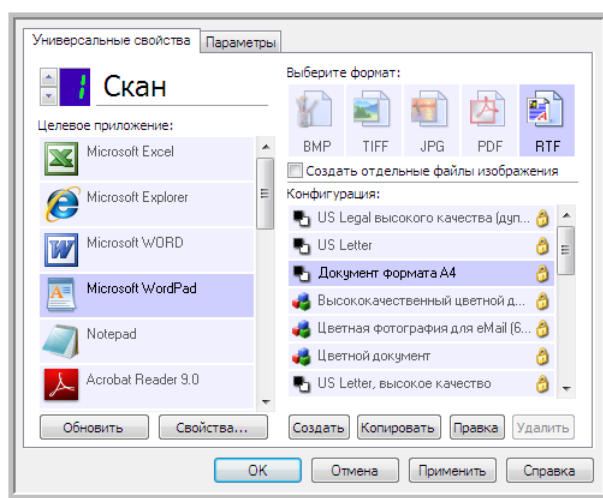 Универсальные свойства
Параметры
1 Скан
Целевое приложение:
Microsoft Excel
Microsoft Explorer
Microsoft WORD
Microsoft WordPad
Notepad
Acrobat Reader 9.0
Обновить
Свойства...
Выберите формат:
BMP
TIFF
JPG
PDF
RTF
Создать отдельные файлы изображения
Конфигурация:
US Legal высокого качества (дуп...
US Letter
Документ формата A4
Высококачественный цветной д...
Цветная фотография для eMail (6...
Цветной документ
US Letter, высокое качество
Создать
Копировать
Правка
Удалить
OK
Отмена
Применить
Справка